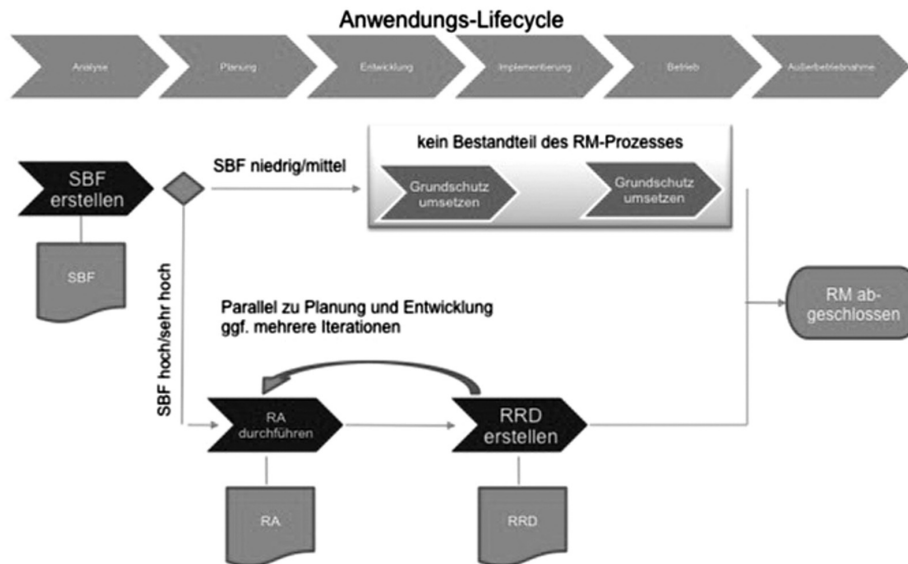 Anwendungs-Lifecycle
Analyse
Planung
Entwicklung
Implementierung
Betrieb
Außerbetriebnahme
kein Bestandteil des RM-Prozesses
SBF niedrig/mittel
SBF
erstellen
Grundschutz
umsetzen
Grundschutz
umsetzen
SBF
SBF hoch/sehr hoch
Parallel zu Planung und Entwicklung
ggf. mehrere Iterationen
RM ab-
geschlossen
RA
durchführen
RRD
erstellen
RA
RRD